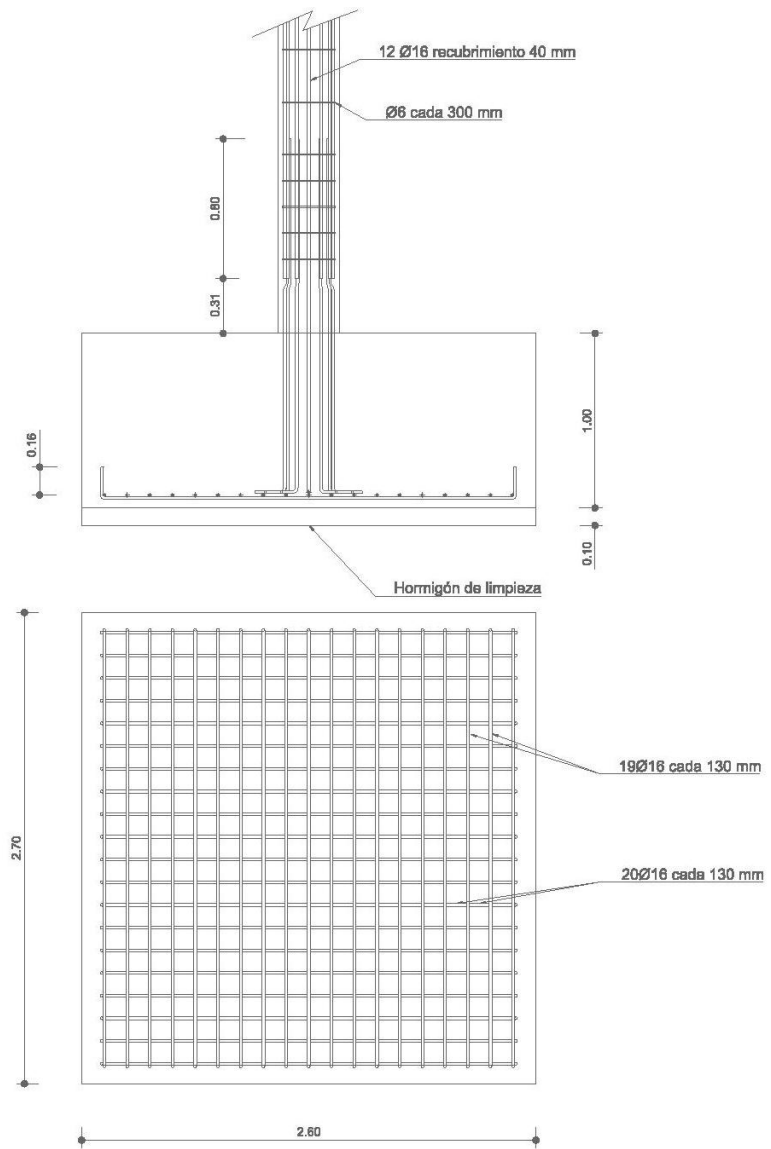 12 Ø16 recubrimiento 40 mm
Ø6 cada 300 mm
0.80
0.31
1.00
0.16
0.10
Hormigón de limpieza
19Ø16 cada 130 mm
20Ø16 cada 130 mm
2.70
2.60